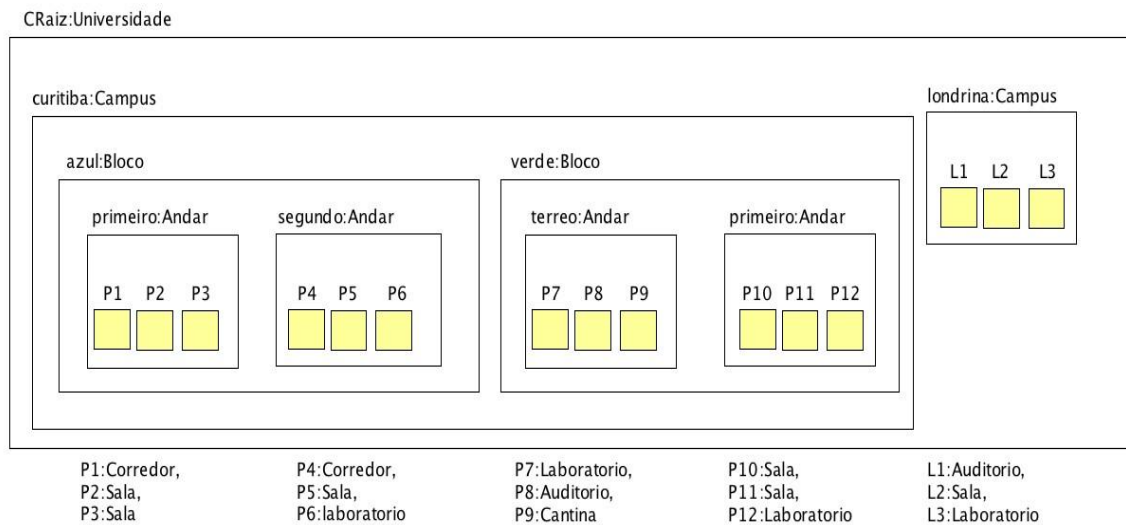 CRaiz:Universidade
curitiba:Campus
londrina:Campus
azul:Bloco
verde:Bloco
primeiro:Andar
segundo:Andar
terreo:Andar
primeiro:Andar
L1 L2 L3
P1 P2 P3
P4 P5 P6
P7 P8 P9
P10 P11 P12
P1:Corredor,
P2:Sala,
P3:Sala
P4:Corredor,
P5:Sala,
P6:laboratorio
P7:Laboratorio,
P8:Auditorio,
P9:Cantina
P10:Sala,
P11:Sala,
P12:Laboratorio
L1:Auditorio,
L2:Sala,
L3:Laboratorio